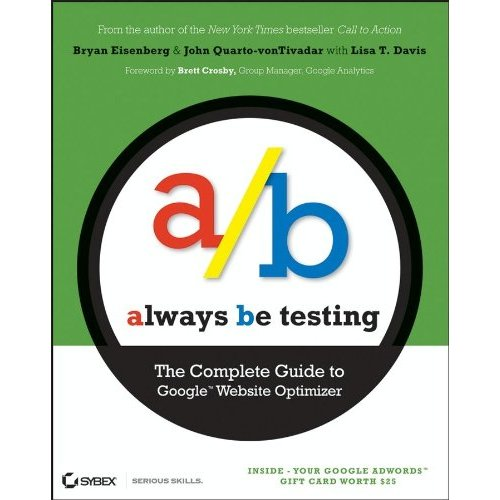 From the author of the New York Times bestseller Call to Action
Bryan Eisenberg & John Quarto-vonTivadar with Lisa T. Davis
Foreword by Brett Crosby, Group Manager, Google Analytics
a/b
always be testing
The Complete Guide to
Google™ Website Optimizer
SYBEX
SERIOUS SKILLS.
INSIDE - YOUR GOOGLE ADWORDS™
GIFT CARD WORTH $25